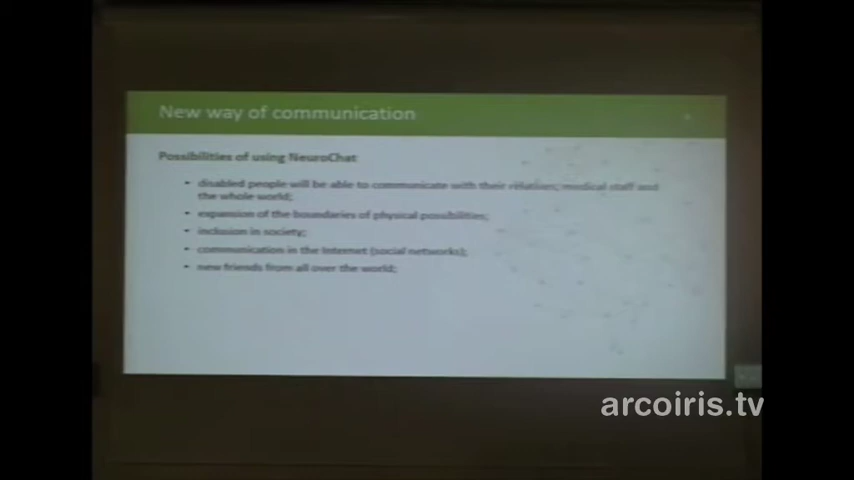 New way of communication
Possibilities of using NeuroChat
• disabled people will be able to communicate with their relatives, medical staff and
the whole world;
• expansion of the boundaries of physical possibilities;
• inclusion in society;
• communication in the Internet (social networks);
• new friends from all over the world;
arcoiris.tv